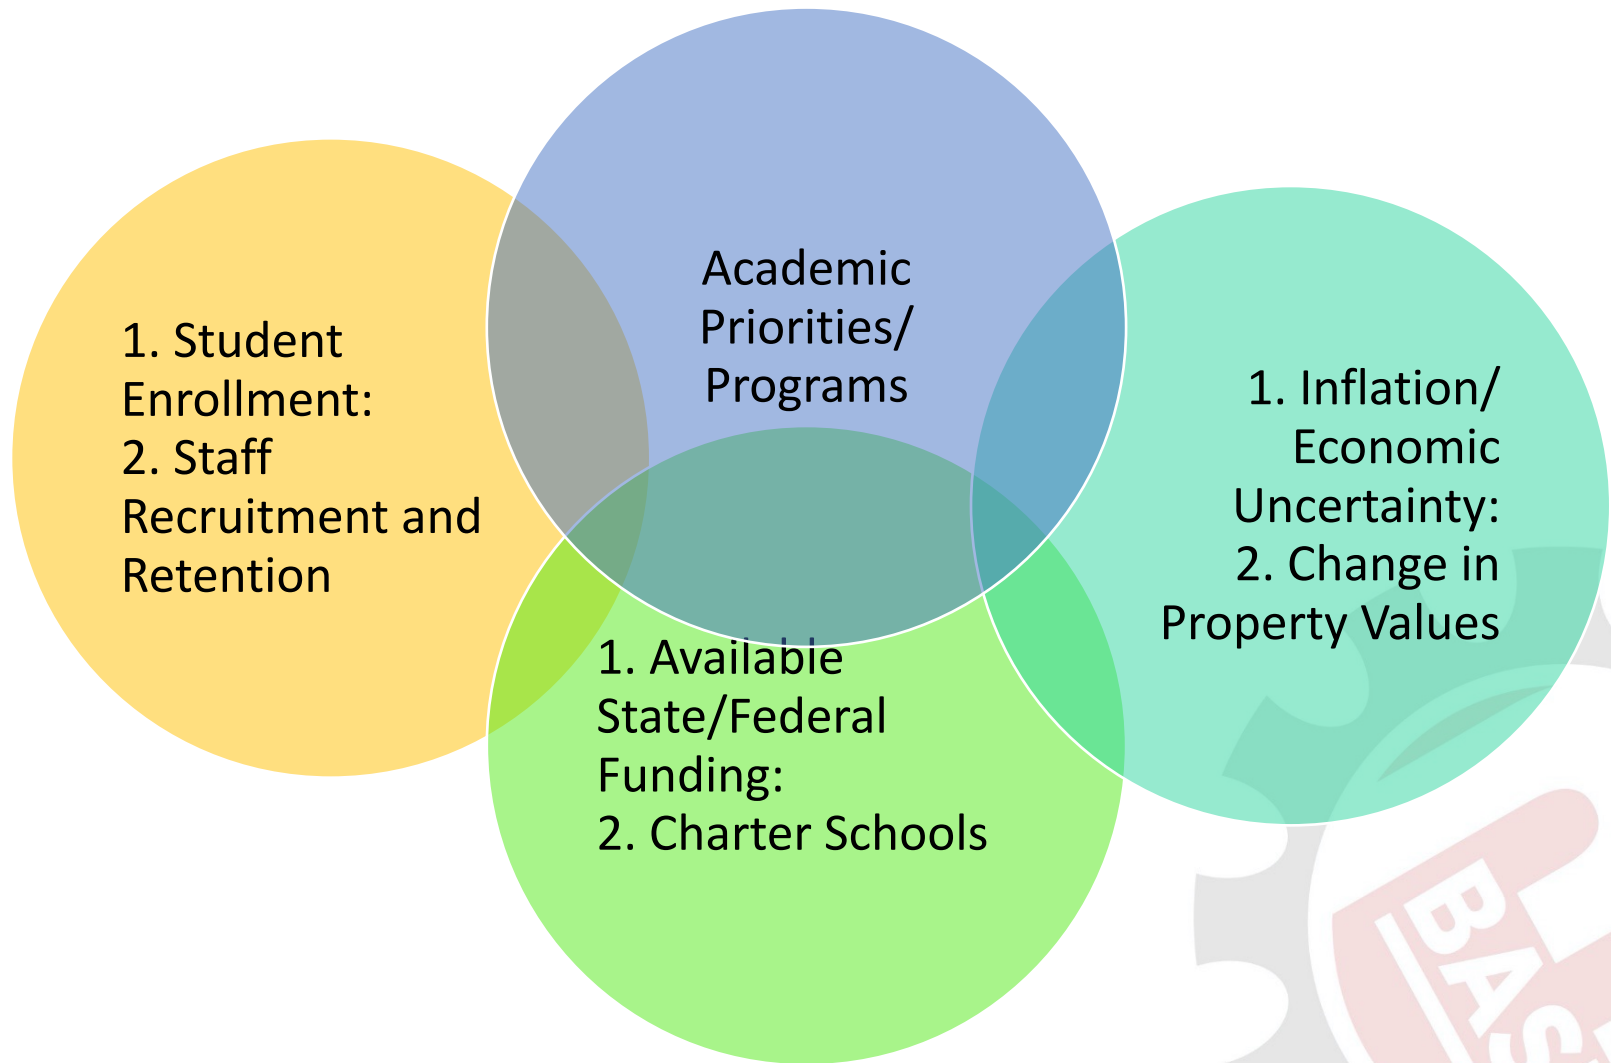 Academic
Priorities/
Programs
1. Student
Enrollment:
2. Staff
Recruitment and
Retention
1. Inflation/
Economic
Uncertainty:
2. Change in
Property Values
1. Available
State/Federal
Funding:
2. Charter Schools